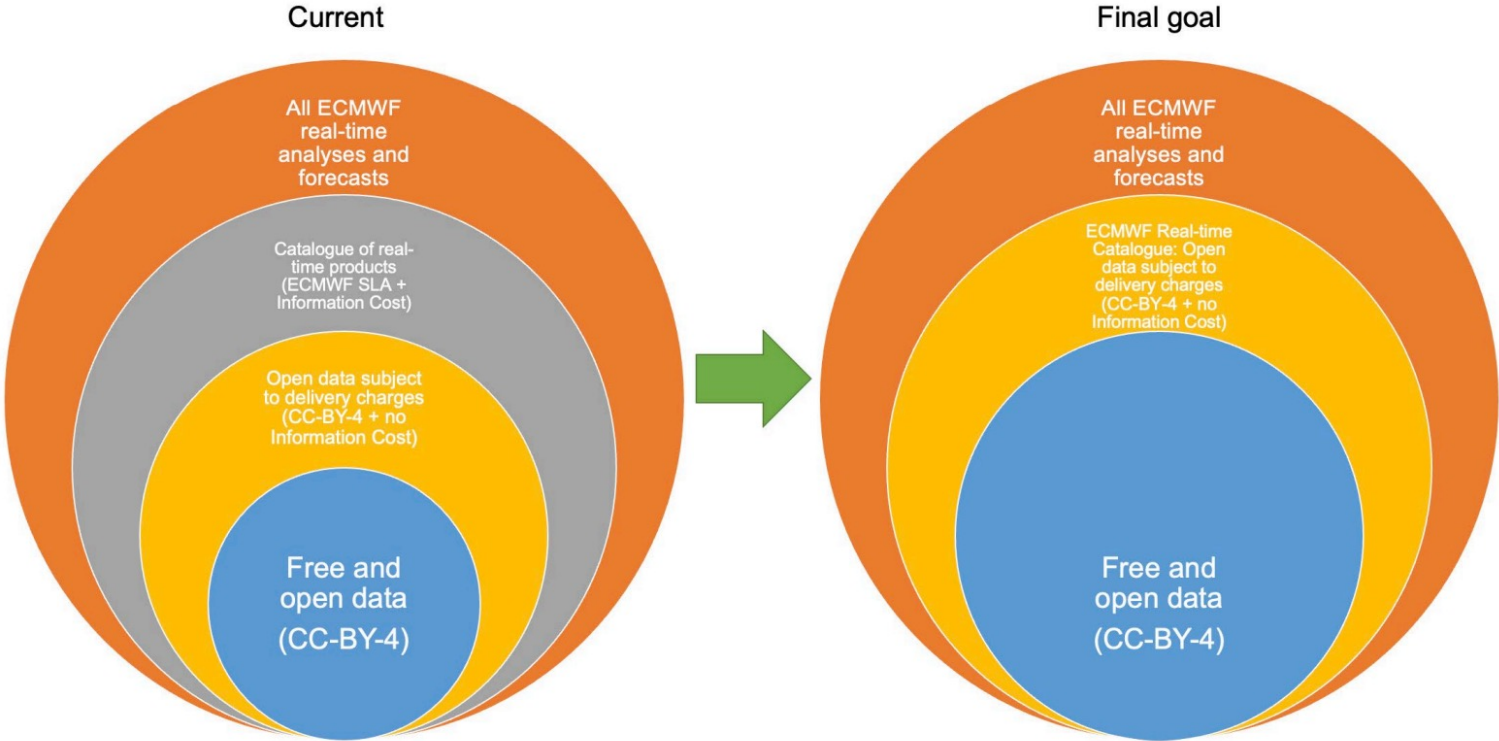 Current
All ECMWF
real-time
analyses and
forecasts
Catalogue of real-
time products
(ECMWF SLA +
Information Cost)
Open data subject
to delivery charges
(CC-BY-4 + no
Information Cost)
Free and
open data
(CC-BY-4)
Final goal
All ECMWF
real-time
analyses and
forecasts
ECMWF Real-time
Catalogue: Open
data subject to
delivery charges
(CC-BY-4 + no
Information Cost)
Free and
open data
(CC-BY-4)